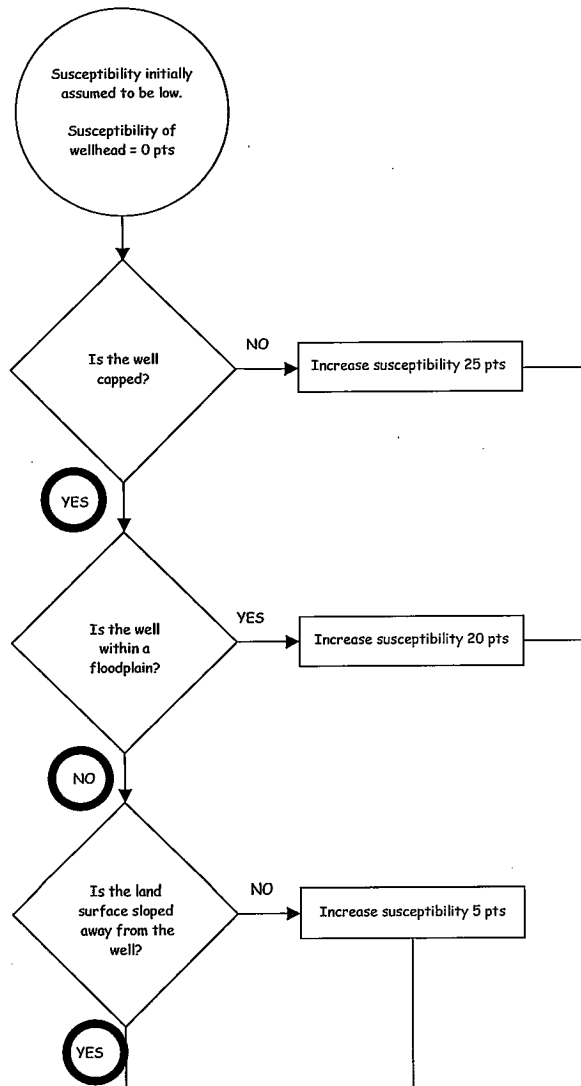 Susceptibility initially
assumed to be low.
Susceptibility of
wellhead = 0 pts
Is the well
capped?
NO
Increase susceptibility 25 pts
YES
Is the well
within a
floodplain?
YES
Increase susceptibility 20 pts
NO
Is the land
surface sloped
away from the
well?
NO
Increase susceptibility 5 pts
YES